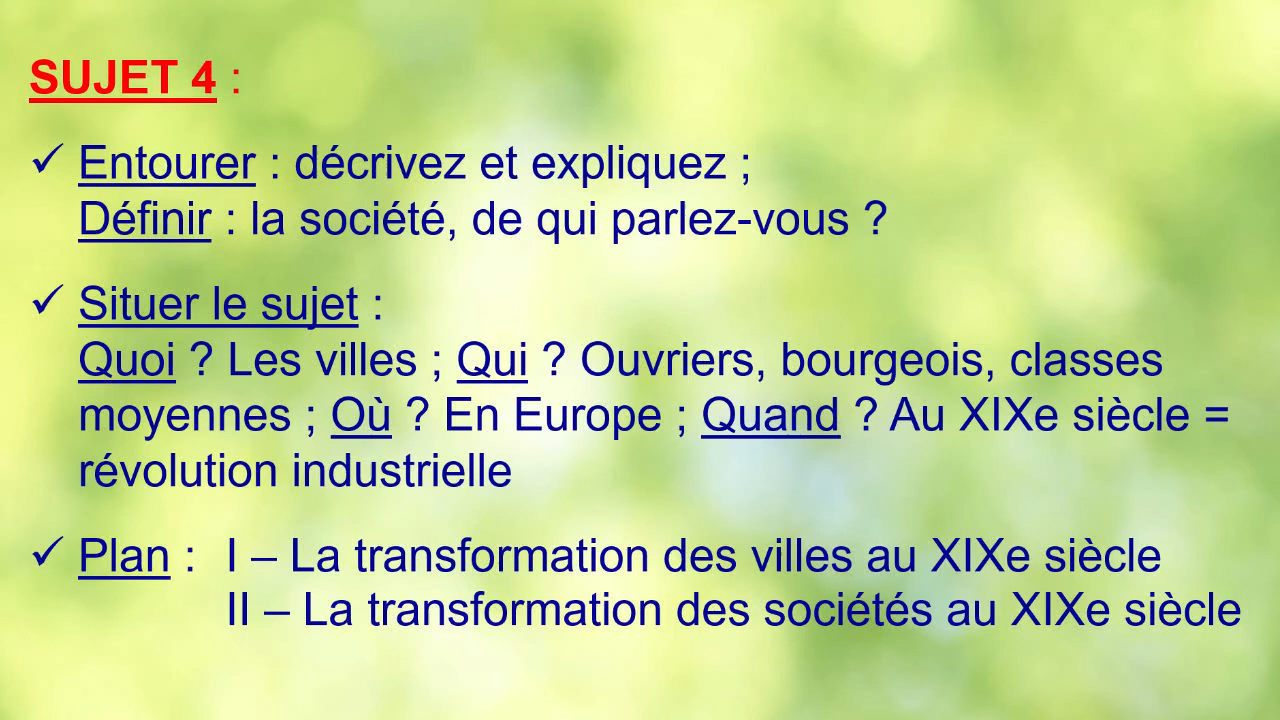 SUJET 4 :
✓ Entourer : décrivez et expliquez ;
Définir : la société, de qui parlez-vous ?
✓ Situer le sujet :
Quoi ? Les villes ; Qui ? Ouvriers, bourgeois, classes
moyennes ; Où ? En Europe ; Quand ? Au XIXe siècle =
révolution industrielle
✓ Plan : I – La transformation des villes au XIXe siècle
II – La transformation des sociétés au XIXe siècle